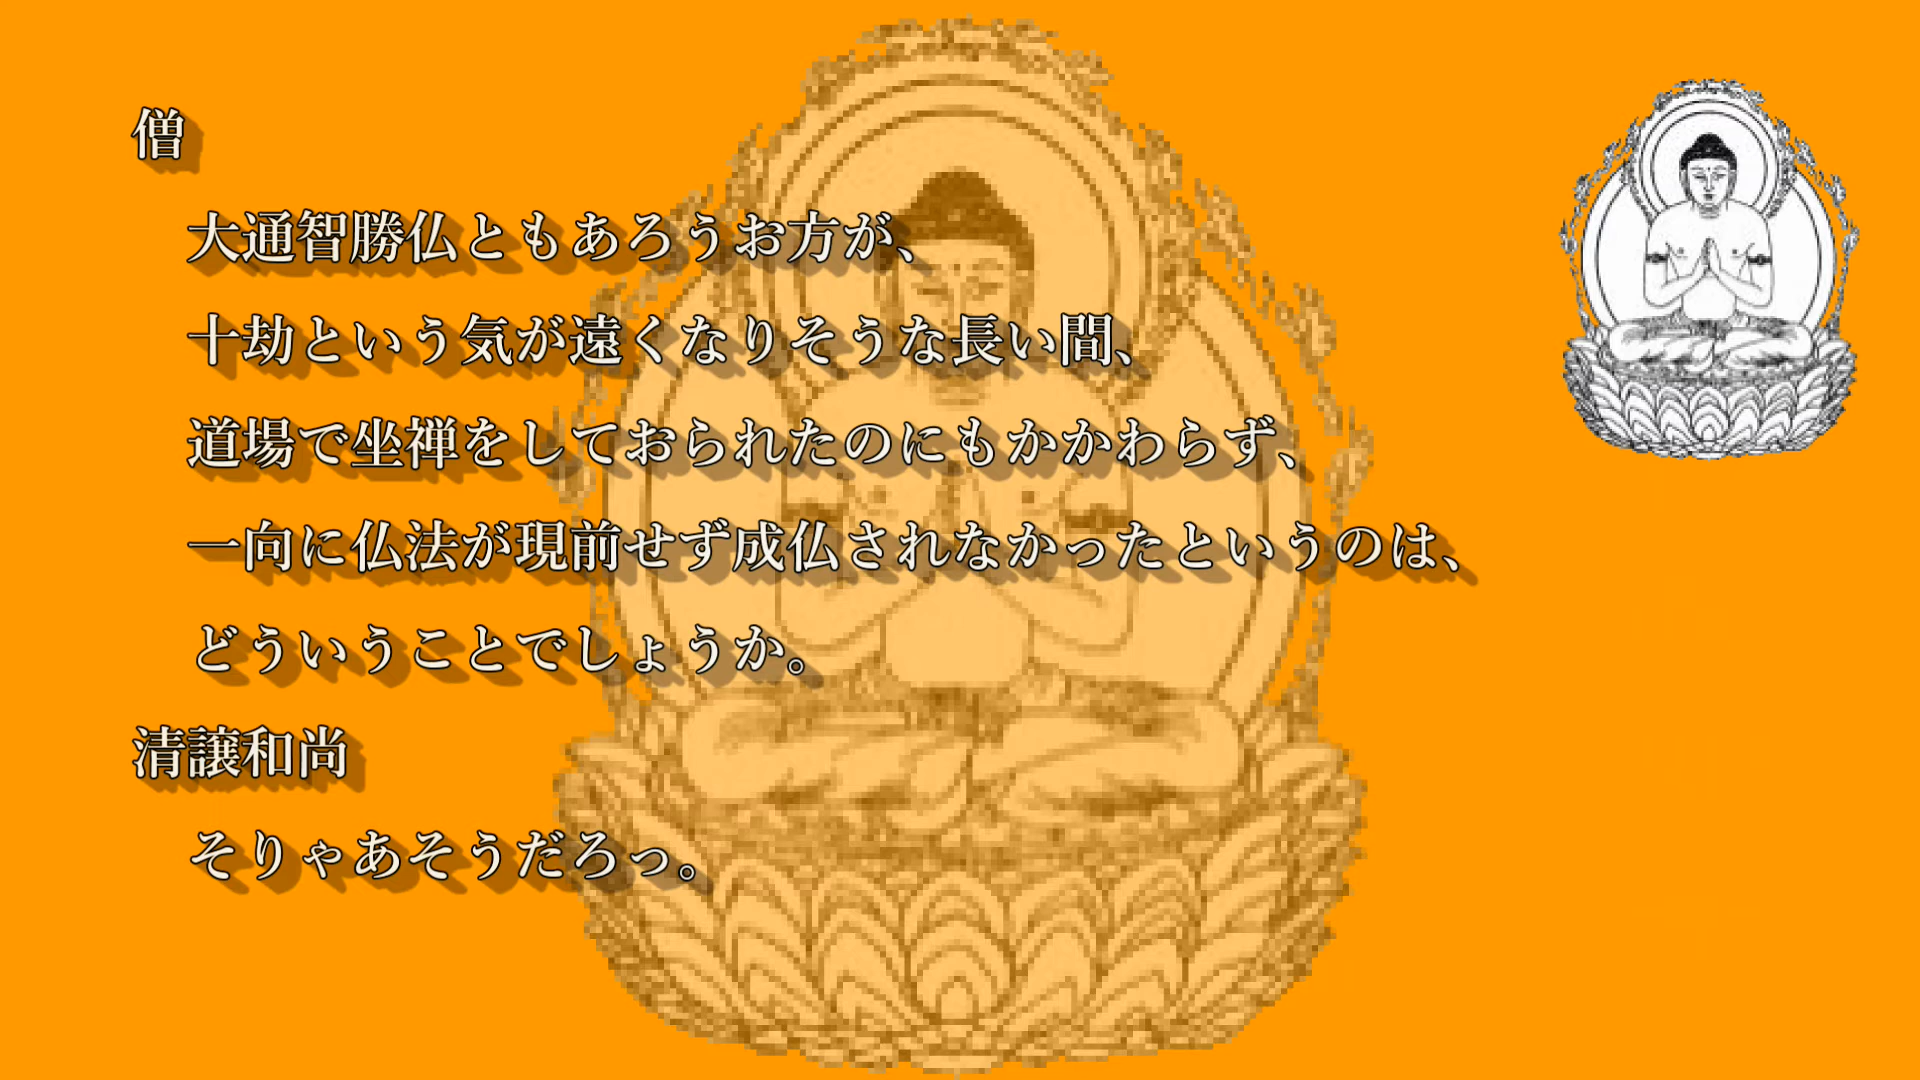 僧
大通智勝仏ともあろうお方が、
十劫という気が遠くなりそうな長い間、
道場で坐禅をしておられたのにもかかわらず、
一向に仏法が現前せず成仏されなかったというのは、
どういうことでしょうか。
清譲和尚
そりゃあそうだろっ。